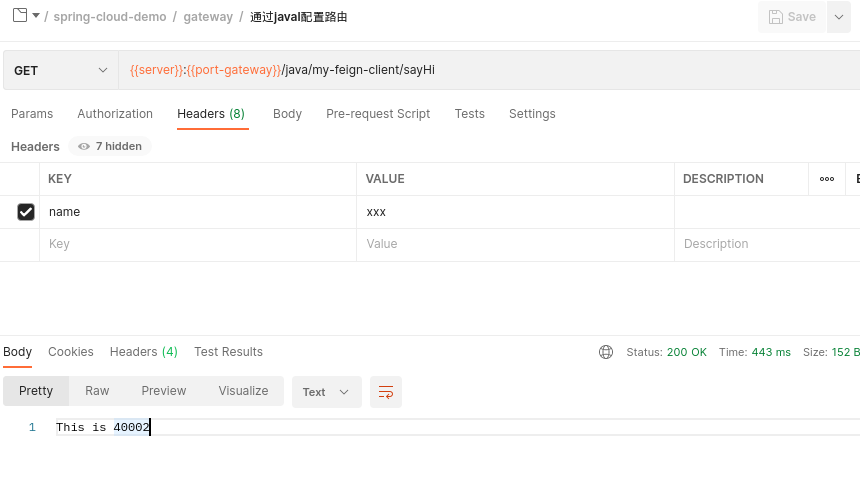 / spring-cloud-demo / gateway / 通过javal配置路由
Save
GET
{{server}}:{{port-gateway}}/java/my-feign-client/sayHi
Params Authorization Headers (8) Body Pre-request Script Tests Settings
Headers 7 hidden
KEY VALUE DESCRIPTION
name xxx
Key Value Description
Body Cookies Headers (4) Test Results
Status: 200 OK Time: 443 ms Size: 152 B
Pretty Raw Preview Visualize Text
1 This is 40002